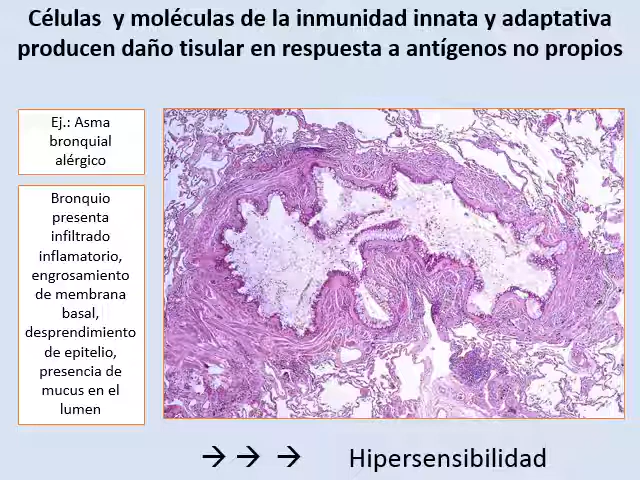 Células  y moléculas de la inmunidad innata y adaptativa
producen daño tisular en respuesta a antígenos no propios
Ej.: Asma
bronquial
alérgico
Bronquio
presenta
infiltrado
inflamatorio,
engrosamiento
de membrana
basal,
desprendimiento
de epitelio,
presencia de
mucus en el
lumen
→ → → Hipersensibilidad